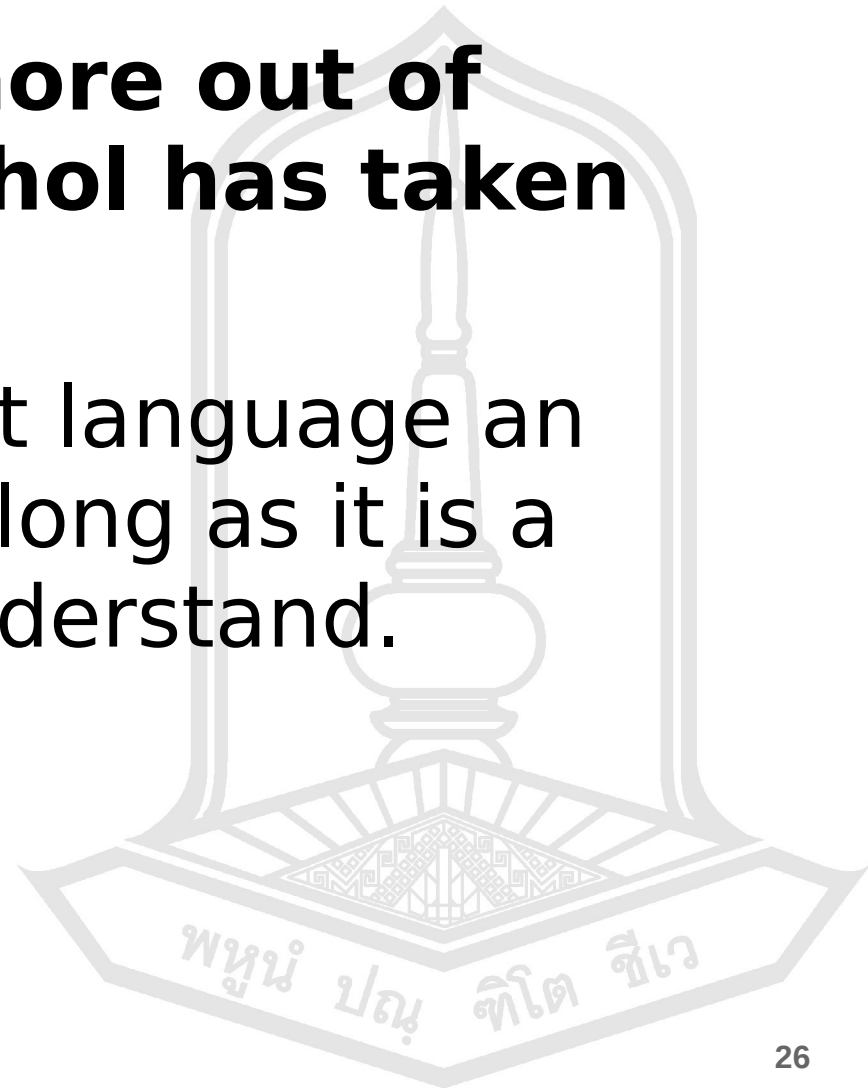 ore out of
hol has taken
t language an
long as it is a
derstand.
พหูนํ ปณฺฑิโต ชีเว
26